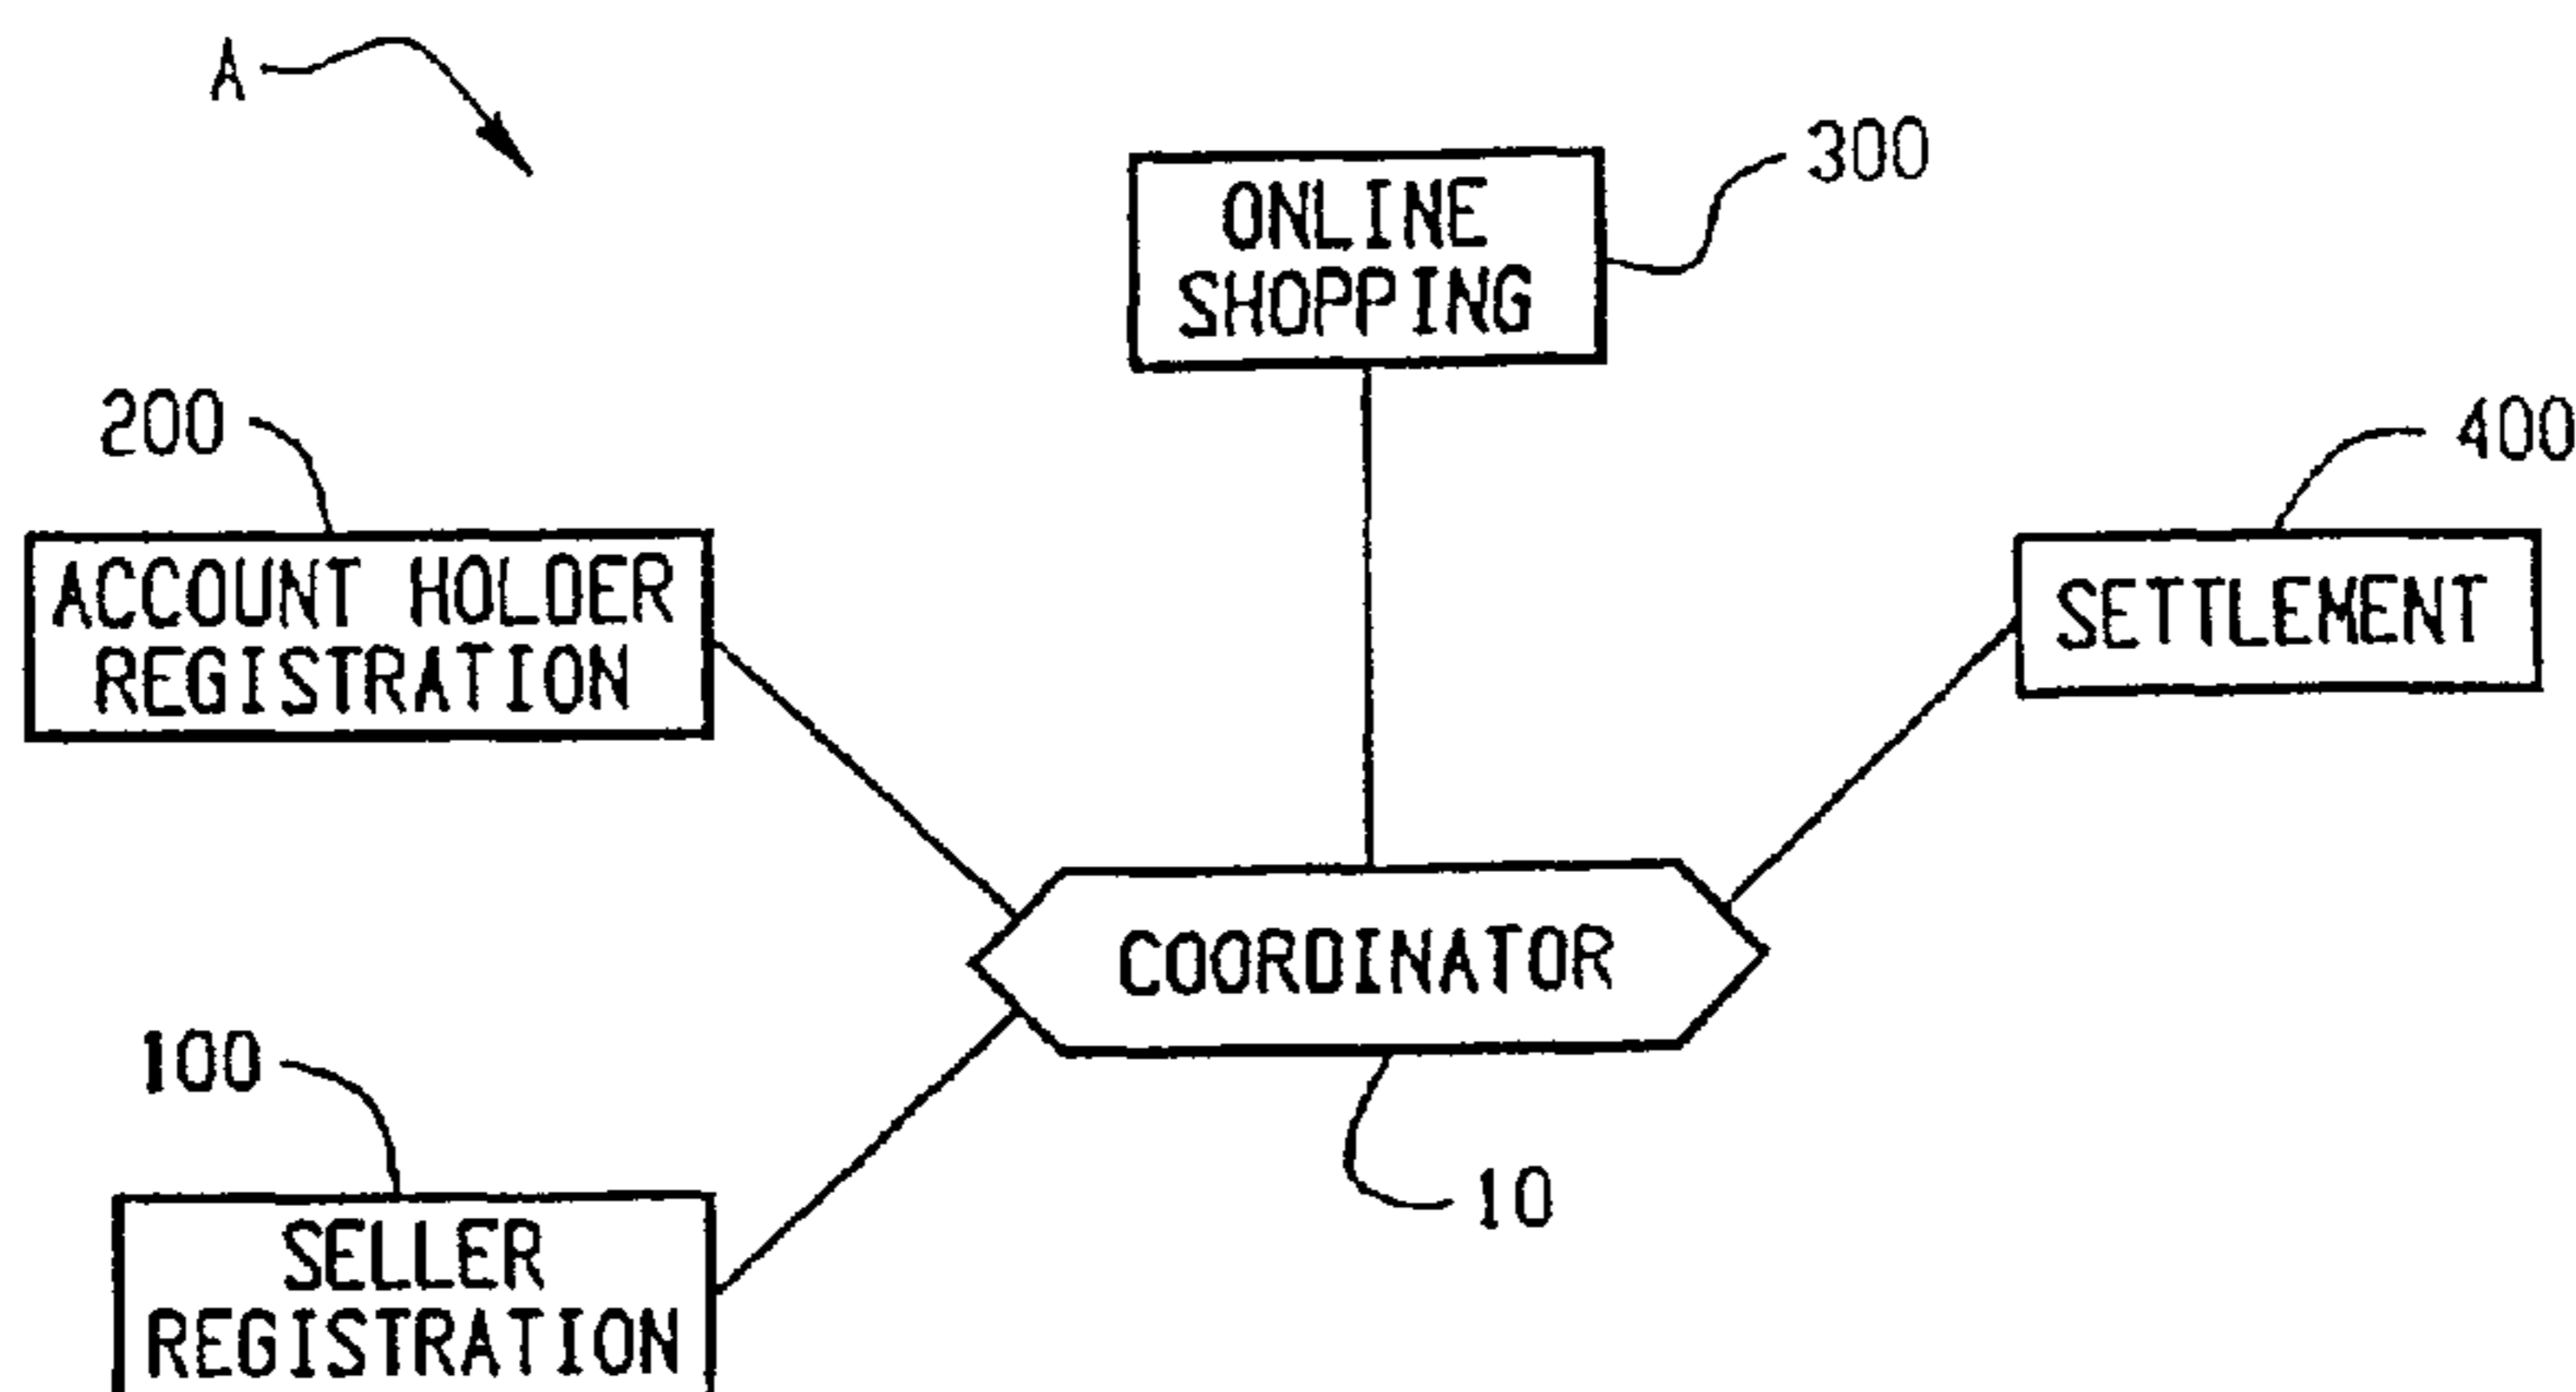 A
ONLINE
SHOPPING
300
200
400
ACCOUNT HOLDER
REGISTRATION
SETTLEMENT
COORDINATOR
100
10
SELLER
REGISTRATION